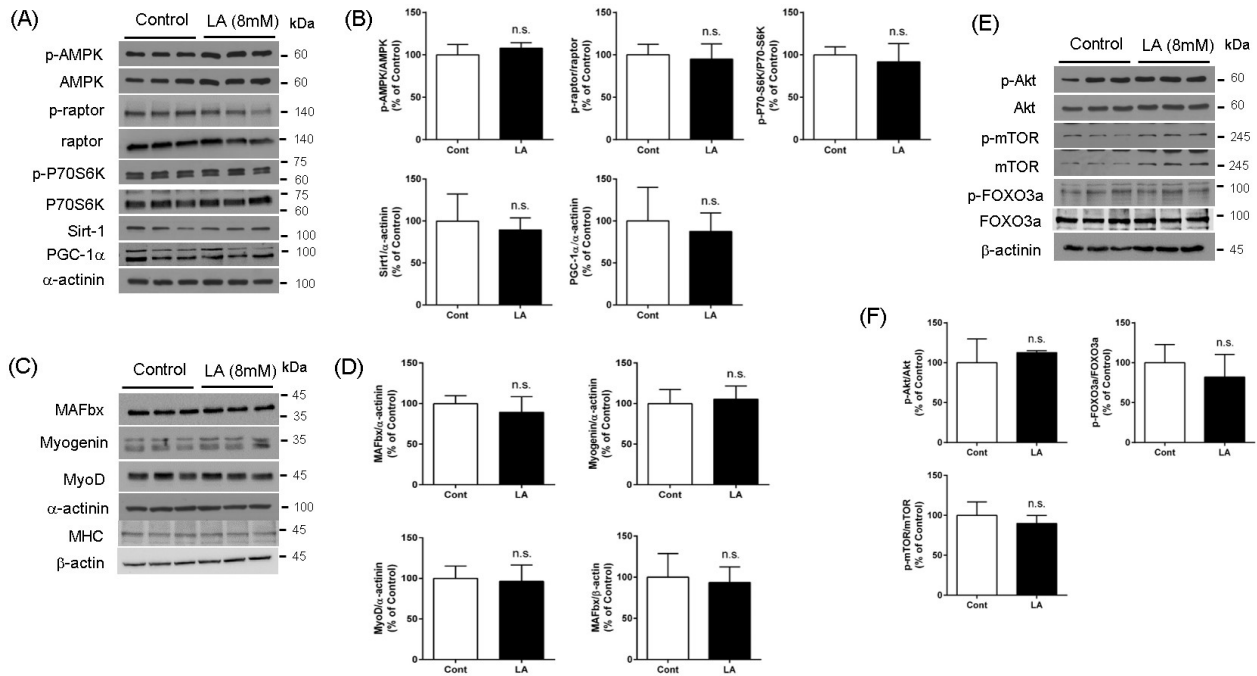 (A)
Control LA (8mM) kDa
p-AMPK 60
AMPK 60
p-raptor 140
raptor 140
p-P70S6K 75
60
P70S6K 75
60
Sirt-1 100
PGC-1α 100
α-actinin 100
(B)
p-AMPK/AMPK
(% of Control)
150
100
50
0
Cont LA
n.s.
p-raptor/raptor
(% of Control)
150
100
50
0
Cont LA
n.s.
p-P70-S6K/P70-S6K
(% of Control)
150
100
50
0
Cont LA
n.s.
Sirt1/α-actinin
(% of Control)
150
100
50
0
Cont LA
n.s.
PGC-1α/α-actinin
(% of Control)
150
100
50
0
Cont LA
n.s.
(C)
Control LA (8mM) kDa
MAFbx 45
35
Myogenin 35
MyoD 45
α-actinin 100
MHC 45
β-actin 45
(D)
MAFbx/α-actinin
(% of Control)
150
100
50
0
Cont LA
n.s.
Myogenin/α-actinin
(% of Control)
150
100
50
0
Cont LA
n.s.
MyoD/α-actinin
(% of Control)
150
100
50
0
Cont LA
n.s.
MAFbx/β-actin
(% of Control)
150
100
50
0
Cont LA
n.s.
(E)
Control LA (8mM) kDa
p-Akt 60
Akt 60
p-mTOR 245
mTOR 245
p-FOXO3a 100
FOXO3a 100
β-actinin 45
(F)
p-Akt/Akt
(% of Control)
150
100
50
0
Cont LA
n.s.
p-FOXO3a/FOXO3a
(% of Control)
150
100
50
0
Cont LA
n.s.
p-mTOR/mTOR
(% of Control)
150
100
50
0
Cont LA
n.s.